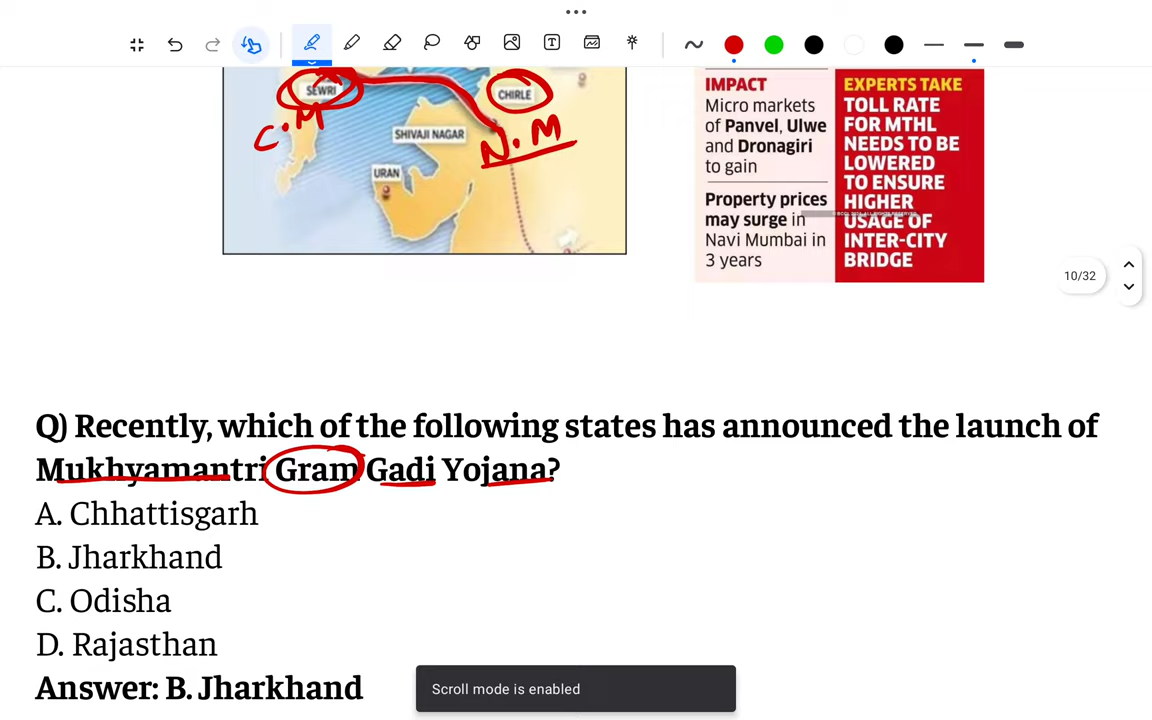 SEWRI
CHIRLE
C.M
N.M
SHIVAJI NAGAR
URAN
IMPACT
Micro markets
of Panvel, Ulwe
and Dronagiri
to gain
Property prices
may surge in
Navi Mumbai in
3 years
EXPERTS TAKE
TOLL RATE
FOR MTHL
NEEDS TO BE
LOWERED
TO ENSURE
HIGHER
USAGE OF
INTER-CITY
BRIDGE
10/32
Q) Recently, which of the following states has announced the launch of
Mukhyamantri Gram Gadi Yojana?
A. Chhattisgarh
B. Jharkhand
C. Odisha
D. Rajasthan
Answer: B. Jharkhand
Scroll mode is enabled